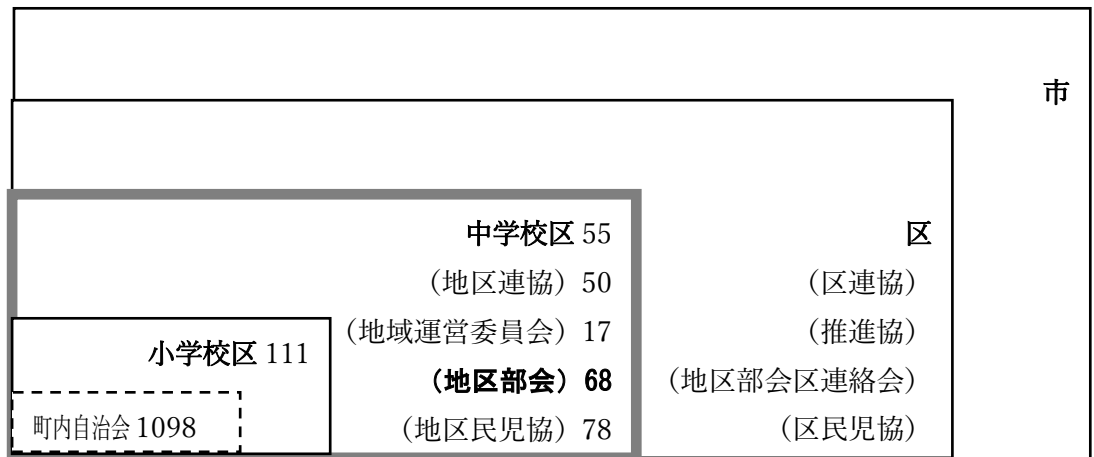 市
中学校区 55
区
(地区連協) 50
(区連協)
(地域運営委員会) 17
(推進協)
小学校区 111
(地区部会) 68
(地区部会区連絡会)
町内自治会 1098
(地区民児協) 78
(区民児協)